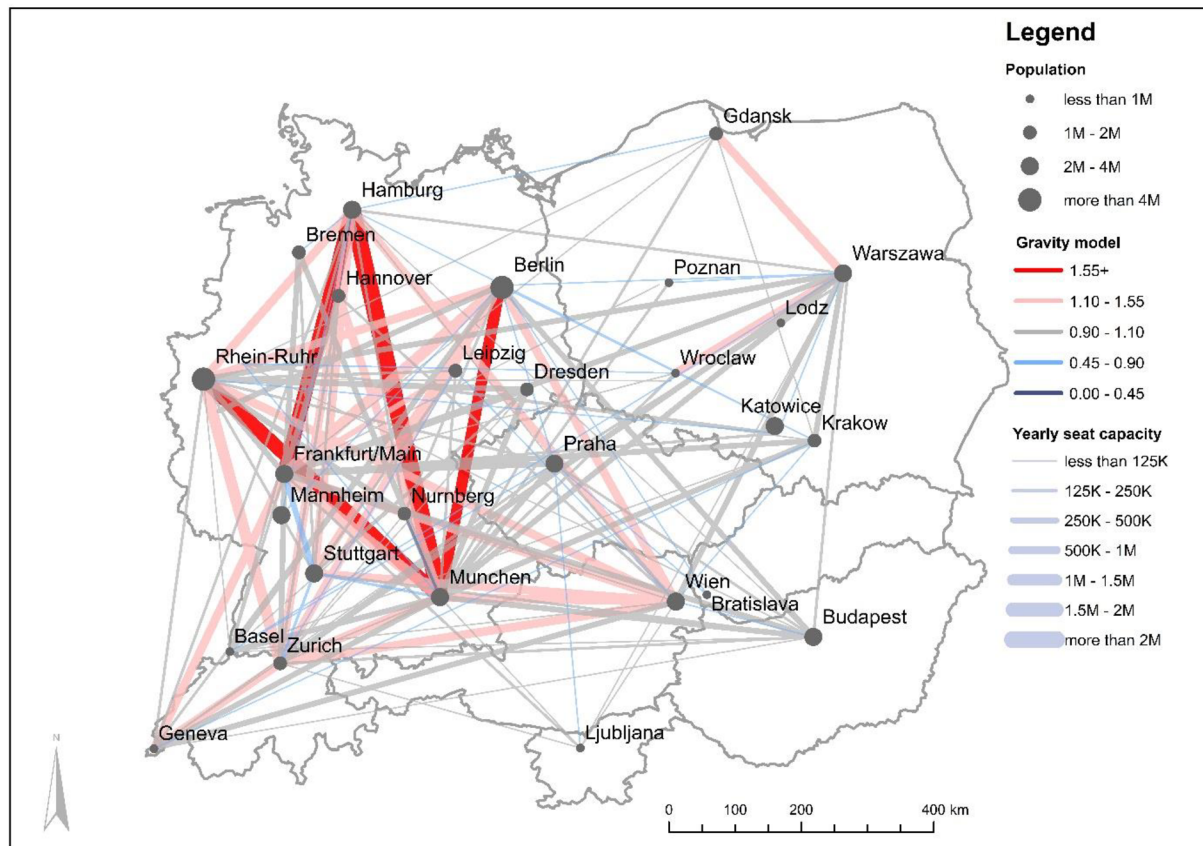 Legend
Population
less than 1M
1M - 2M
2M - 4M
more than 4M
Gravity model
1.55+
1.10 - 1.55
0.90 - 1.10
0.45 - 0.90
0.00 - 0.45
Yearly seat capacity
less than 125K
125K - 250K
250K - 500K
500K - 1M
1M - 1.5M
1.5M - 2M
more than 2M
Gdansk
Hamburg
Bremen
Hannover
Berlin
Poznan
Warszawa
Lodz
Rhein-Ruhr
Leipzig
Dresden
Wroclaw
Katowice
Krakow
Frankfurt/Main
Praha
Mannheim
Nurnberg
Stuttgart
Munchen
Wien
Bratislava
Budapest
Basel
Zurich
Geneva
Ljubljana
N
0 100 200 400 km